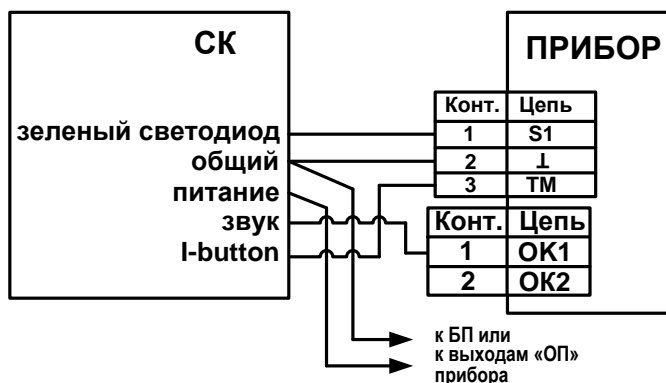 СК
зеленый светодиод
общий
питание
звук
I-button
ПРИБОР
Конт. Цепь
1 S1
2 ⊥
3 ТМ
Конт. Цепь
1 ОК1
2 ОК2
к БП или
к выходам «ОП»
прибора